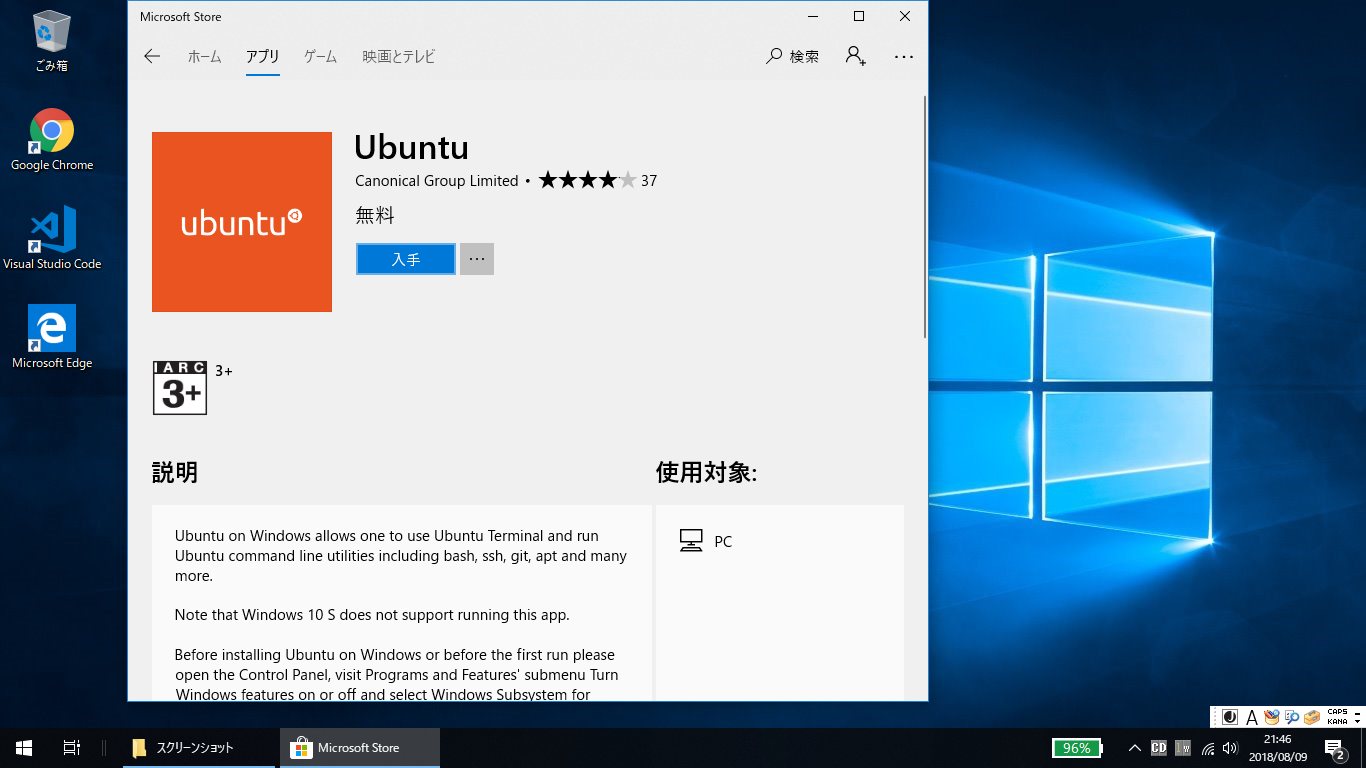 ごみ箱
Google Chrome
Visual Studio Code
Microsoft Edge
Microsoft Store
ホーム アプリ ゲーム 映画とテレビ 検索
ubuntu
Ubuntu
Canonical Group Limited • ★★★★★ 37
無料
入手 ···
IARC
3+
3+
説明
Ubuntu on Windows allows one to use Ubuntu Terminal and run
Ubuntu command line utilities including bash, ssh, git, apt and many
more.
Note that Windows 10 S does not support running this app.
Before installing Ubuntu on Windows or before the first run please
open the Control Panel, visit Programs and Features' submenu Turn
Windows features on or off and select Windows Subsystem for
使用対象:
PC
A CAPS
KANA
スクリーンショット
Microsoft Store
96%
CD
21:46
2018/08/09
2